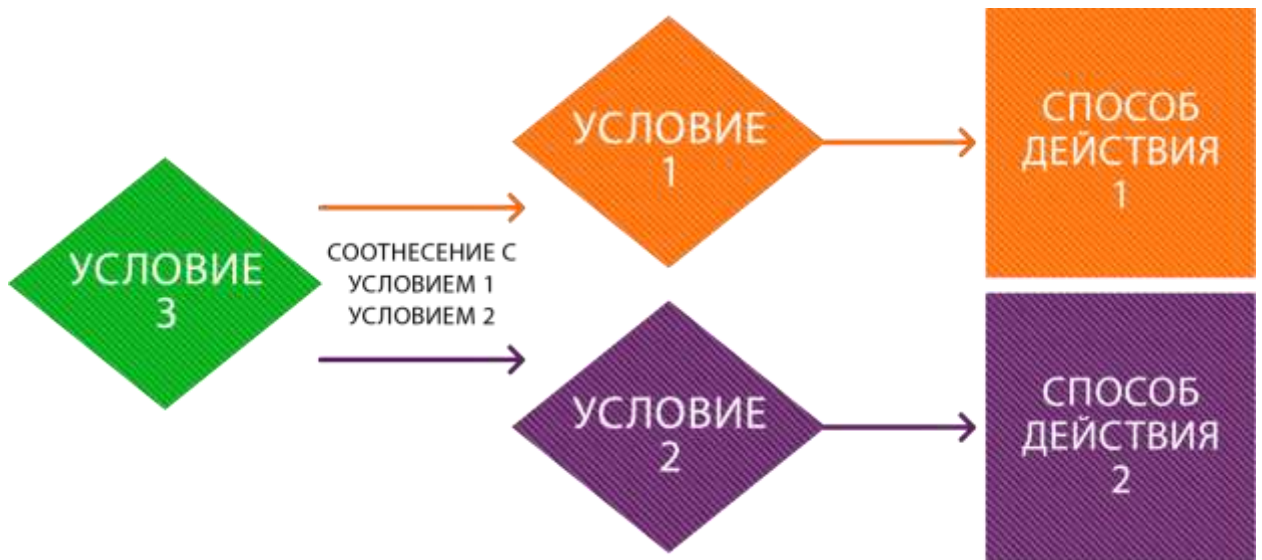 УСЛОВИЕ
3
СООТНЕСЕНИЕ С
УСЛОВИЕМ 1
УСЛОВИЕМ 2
УСЛОВИЕ
1
СПОСОБ
ДЕЙСТВИЯ
1
УСЛОВИЕ
2
СПОСОБ
ДЕЙСТВИЯ
2